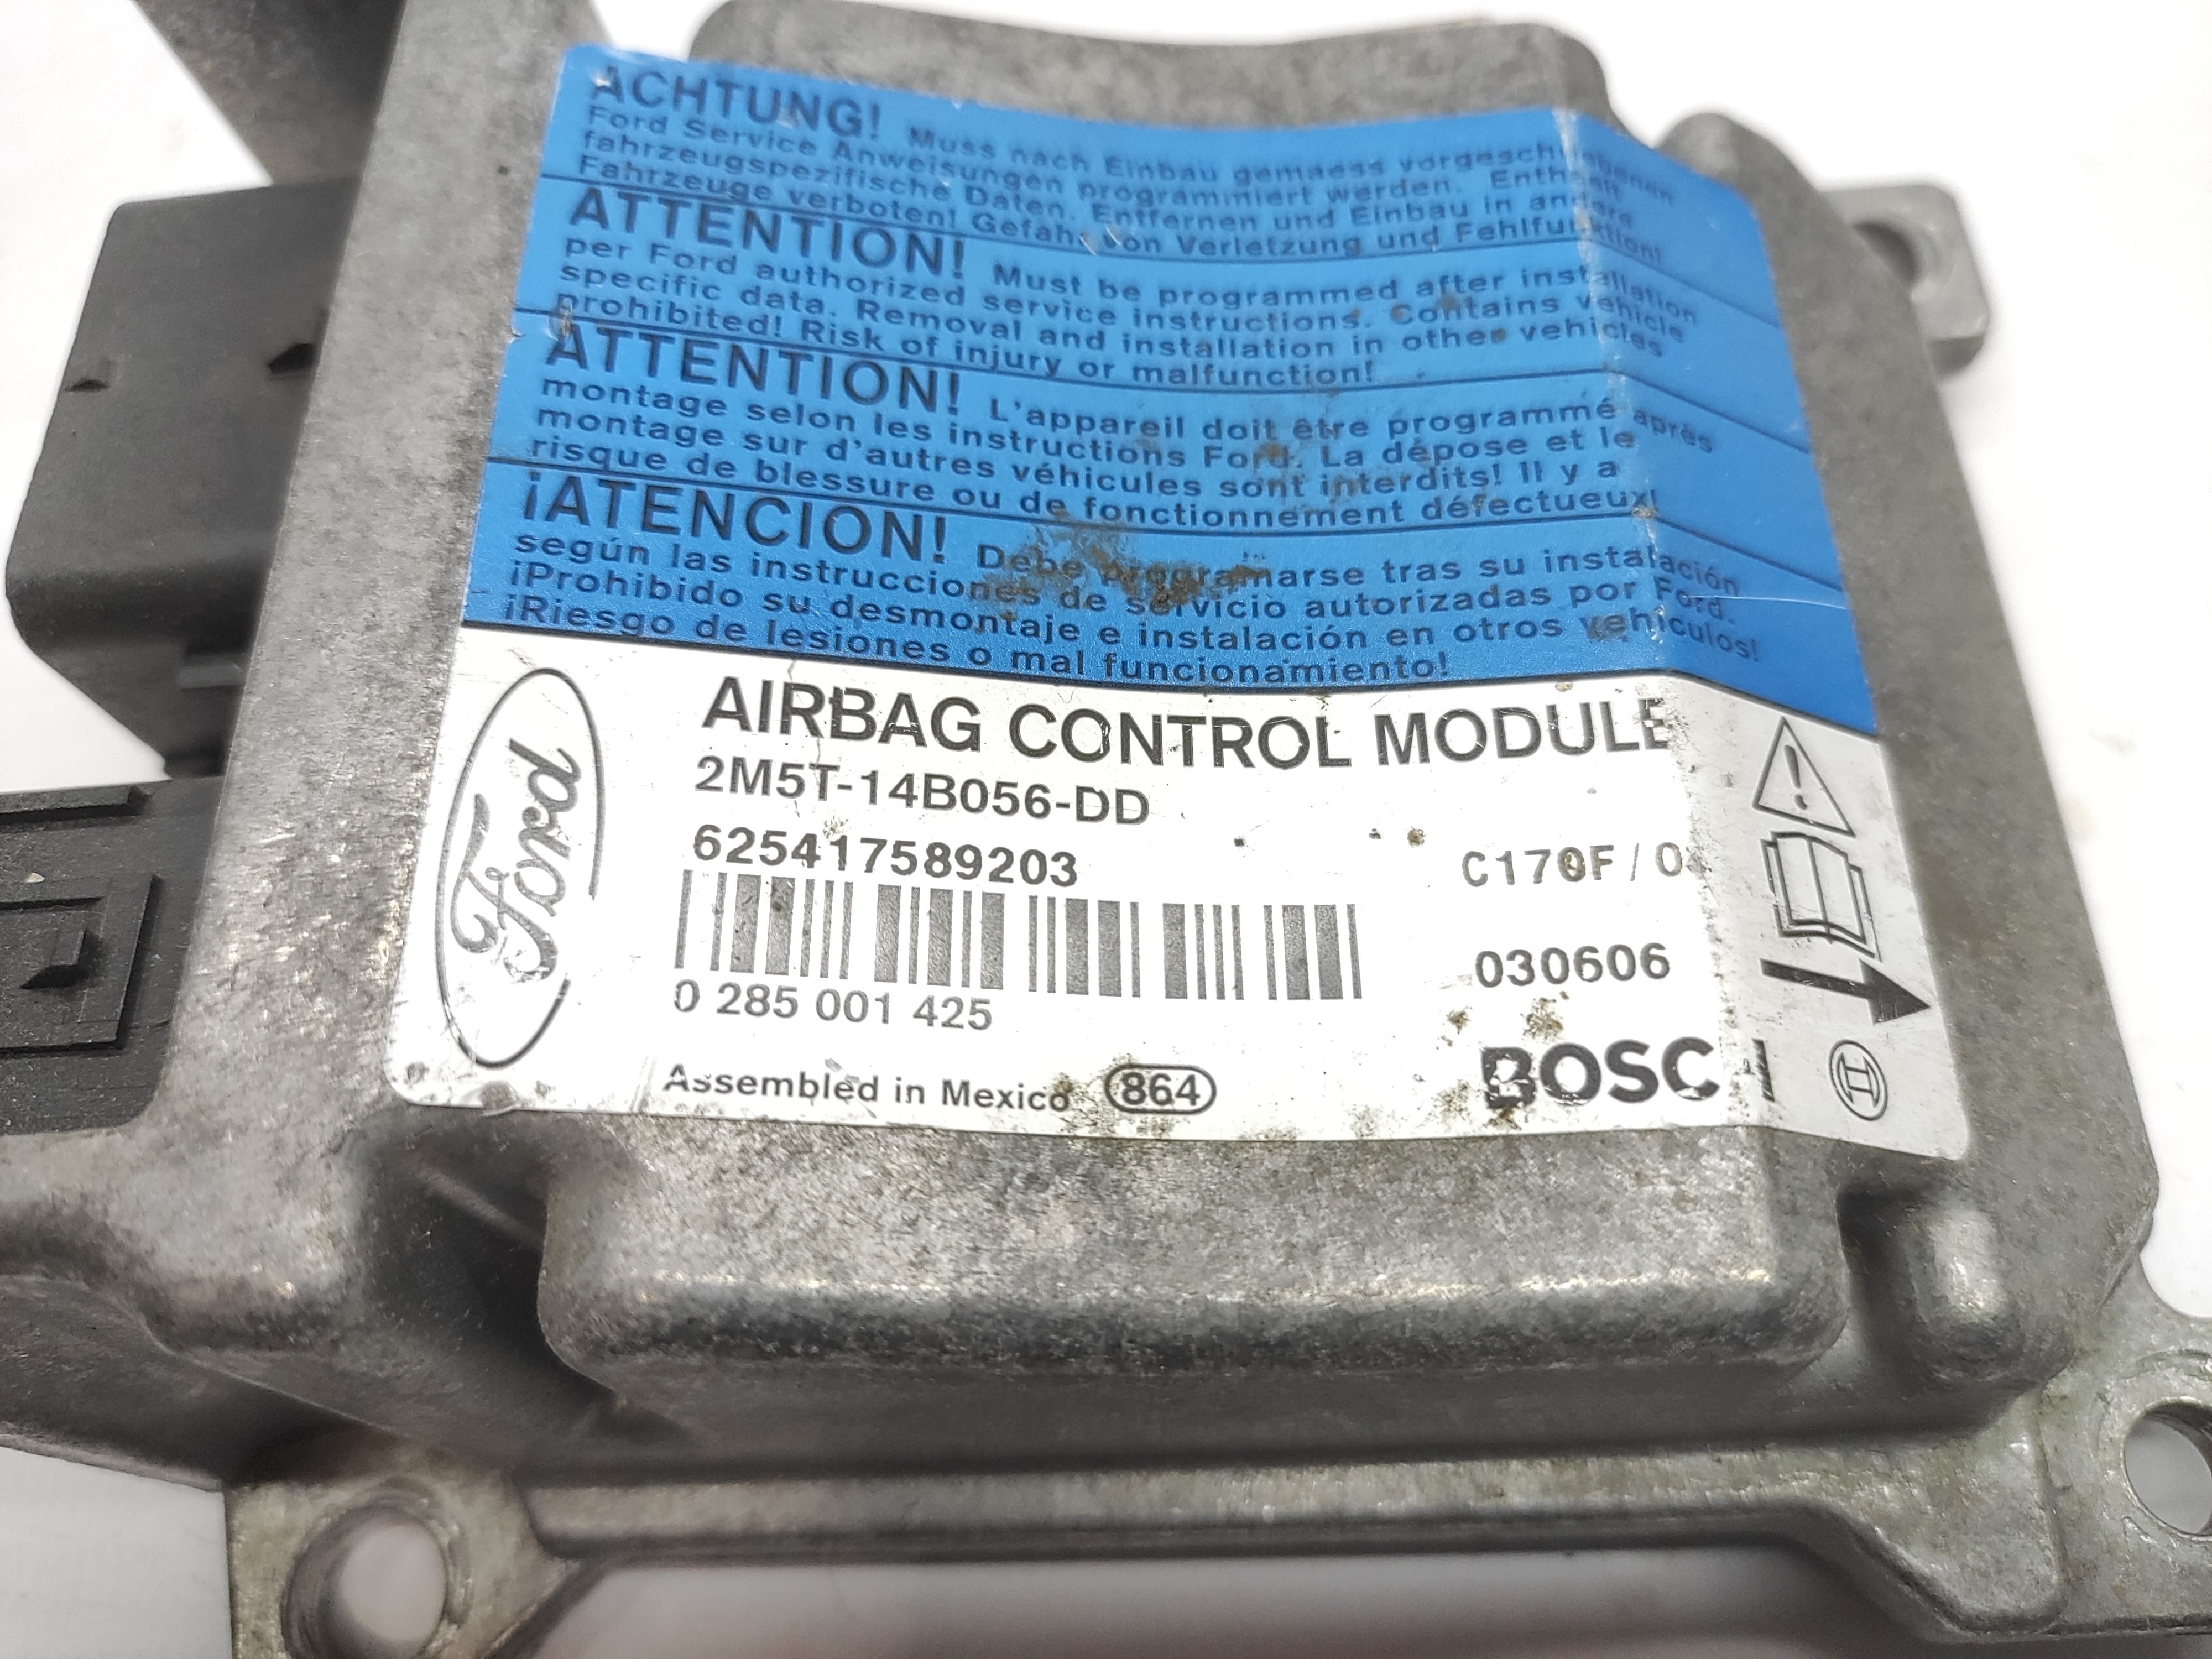 ACHTUNG! Muss nach Einbau gemaess vorgeschriebenen
Ford Service Anweisungen programmiert werden. Enthaelt
fahrzeugspezifische Daten. Entfernen und Einbau in andere
Fahrzeuge verboten! Gefahr von Verletzung und Fehlfunktion!
ATTENTION! Must be programmed after installation
per Ford authorized service instructions. Contains vehicle
specific data. Removal and installation in other vehicles
prohibited! Risk of injury or malfunction!
ATTENTION! L'appareil doit être programmé après
montage selon les instructions Ford. La dépose et le
montage sur d'autres véhicules sont interdits! Il y a
risque de blessure ou de fonctionnement défectueux!
¡ATENCION! Debe programarse tras su instalación
según las instrucciones de servicio autorizadas por Ford.
¡Prohibido su desmontaje e instalación en otros vehiculos!
¡Riesgo de lesiones o mal funcionamiento!
Ford
AIRBAG CONTROL MODULE
2M5T-14B056-DD
625417589203
C170F /
0 285 001 425
030606
Assembled in Mexico 864
BOSCH